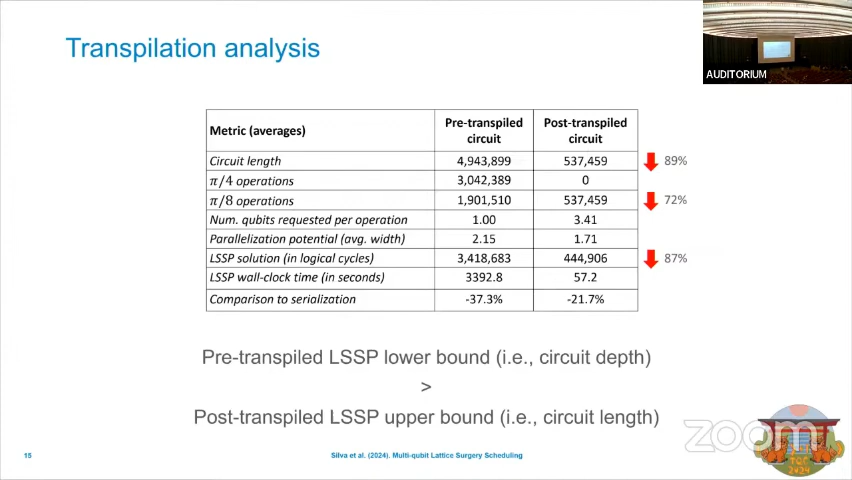 Transpilation analysis
AUDITORIUM
Metric (averages) Pre-transpiled circuit Post-transpiled circuit
Circuit length 4,943,899 537,459 89%
π/4 operations 3,042,389 0
π/8 operations 1,901,510 537,459 72%
Num. qubits requested per operation 1.00 3.41
Parallelization potential (avg. width) 2.15 1.71
LSSP solution (in logical cycles) 3,418,683 444,906 87%
LSSP wall-clock time (in seconds) 3392.8 57.2
Comparison to serialization -37.3% -21.7%
Pre-transpiled LSSP lower bound (i.e., circuit depth)
>
Post-transpiled LSSP upper bound (i.e., circuit length)
zoom
TQC
2024
15 Silva et al. (2024). Multi-qubit Lattice Surgery Scheduling